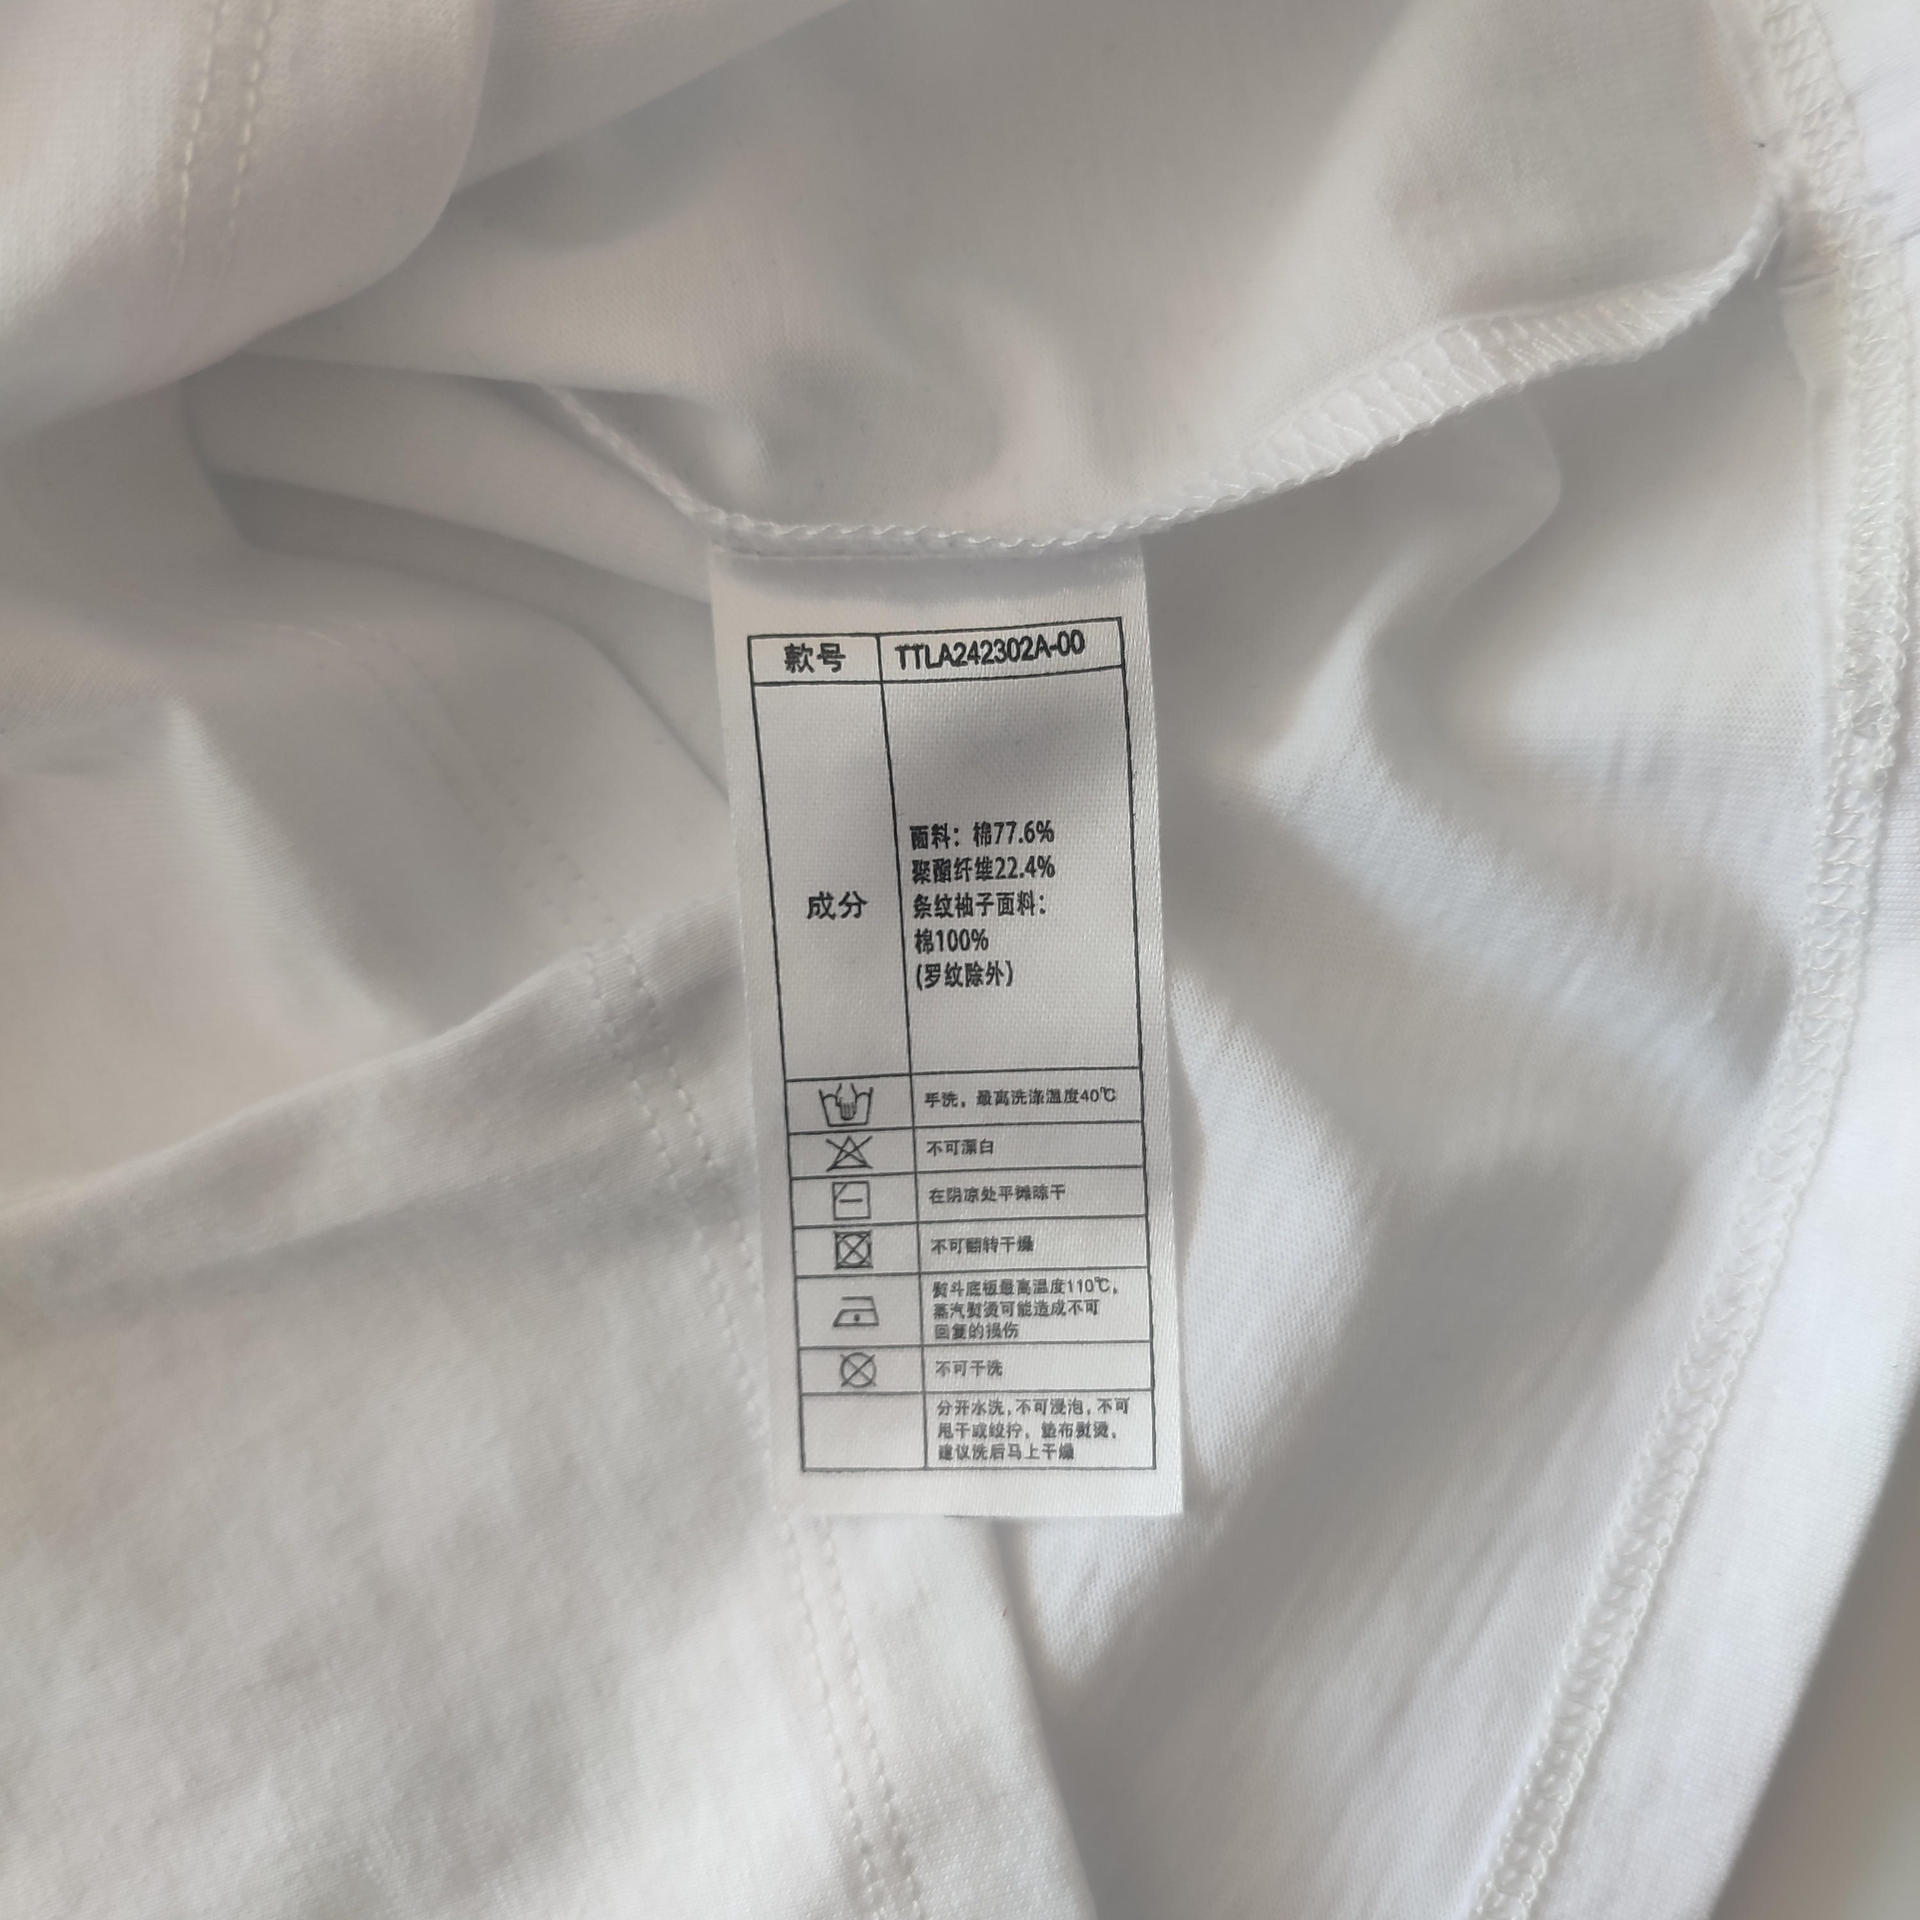 款号 TTLA242302A-00
成分
面料：棉77.6%
聚酯纤维22.4%
条纹袖子面料：
棉100%
(罗纹除外)
手洗，最高洗涤温度40℃
不可漂白
在阴凉处平摊晾干
不可翻转干燥
熨斗底板最高温度110℃，
蒸汽熨烫可能造成不可
回复的损伤
不可干洗
分开水洗，不可浸泡，不可
甩干或绞拧，垫布熨烫，
建议洗后马上干燥